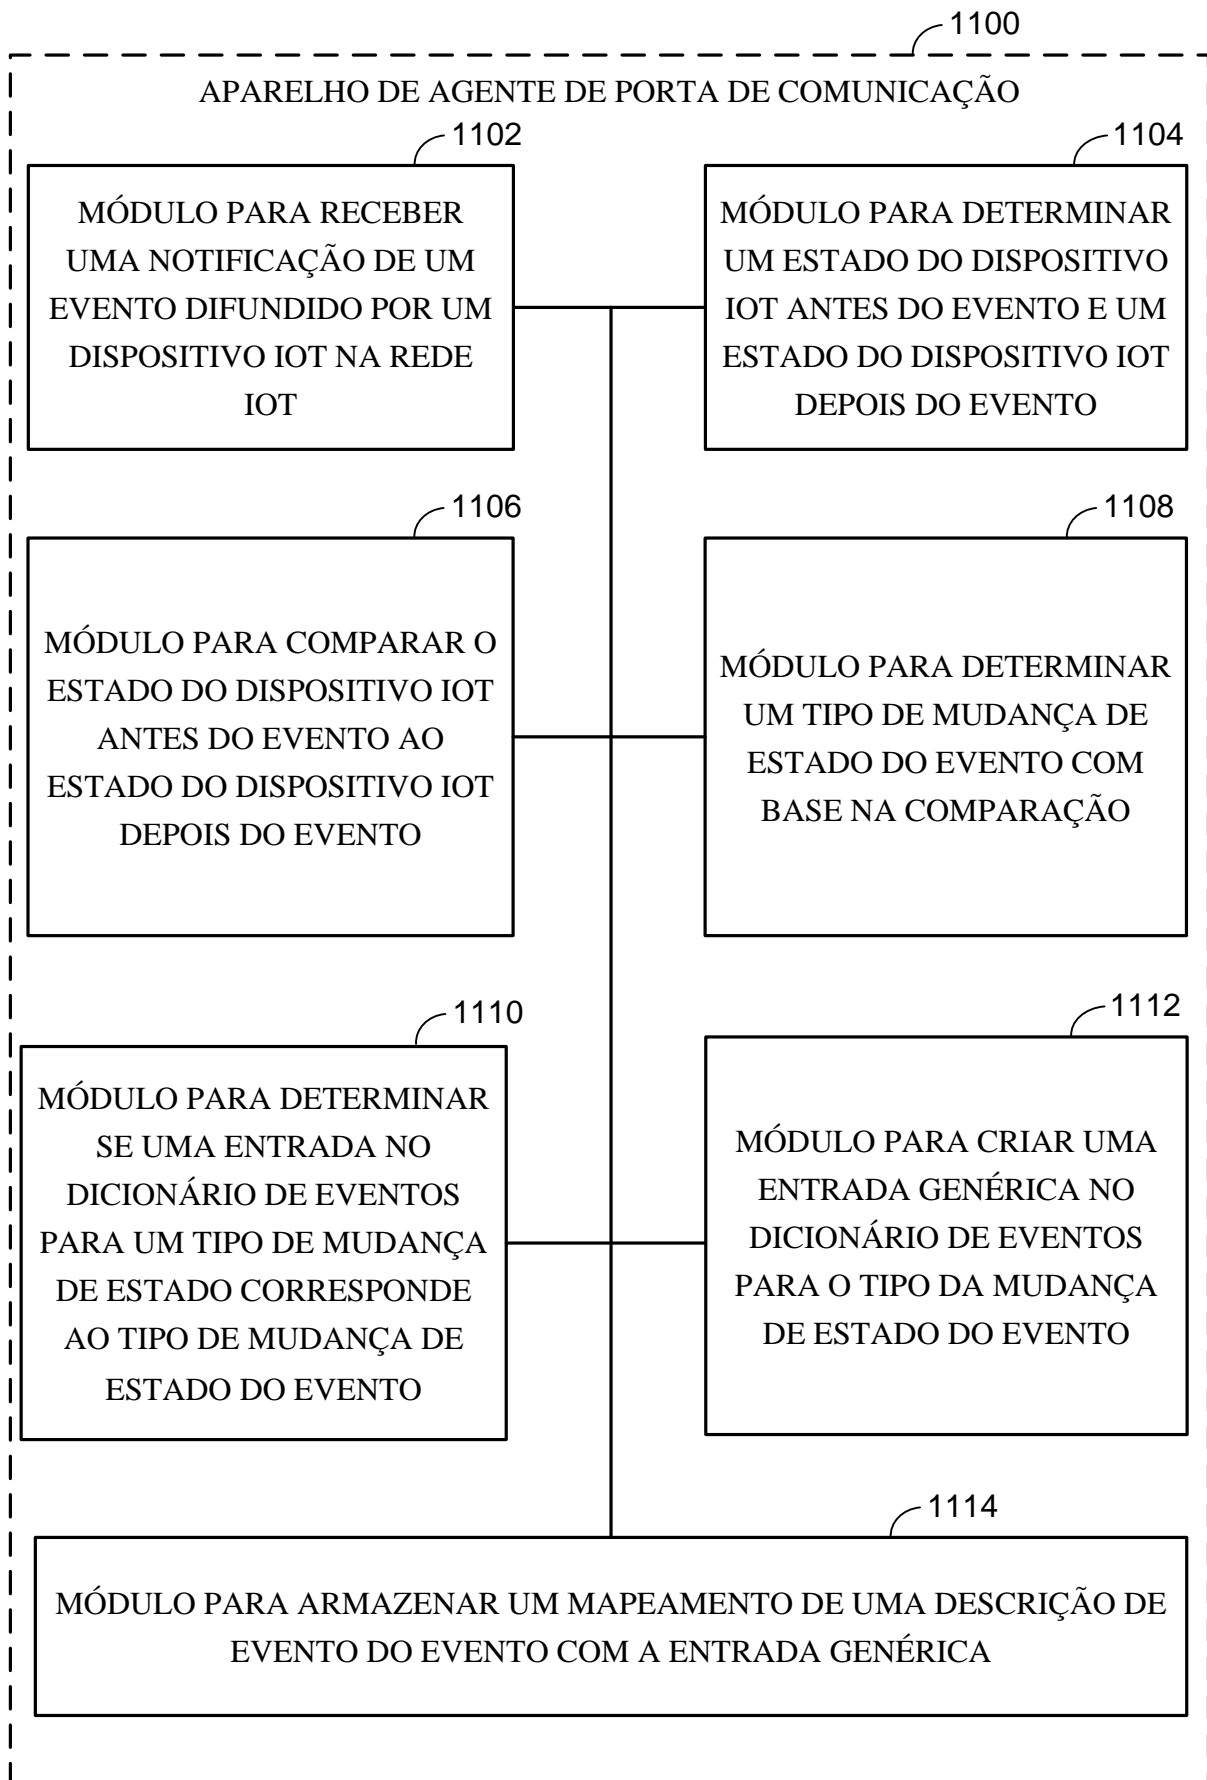 1100
APARELHO DE AGENTE DE PORTA DE COMUNICAÇÃO
1102
MÓDULO PARA RECEBER
UMA NOTIFICAÇÃO DE UM
EVENTO DIFUNDIDO POR UM
DISPOSITIVO IOT NA REDE
IOT
1104
MÓDULO PARA DETERMINAR
UM ESTADO DO DISPOSITIVO
IOT ANTES DO EVENTO E UM
ESTADO DO DISPOSITIVO IOT
DEPOIS DO EVENTO
1106
MÓDULO PARA COMPARAR O
ESTADO DO DISPOSITIVO IOT
ANTES DO EVENTO AO
ESTADO DO DISPOSITIVO IOT
DEPOIS DO EVENTO
1108
MÓDULO PARA DETERMINAR
UM TIPO DE MUDANÇA DE
ESTADO DO EVENTO COM
BASE NA COMPARAÇÃO
1110
MÓDULO PARA DETERMINAR
SE UMA ENTRADA NO
DICIONÁRIO DE EVENTOS
PARA UM TIPO DE MUDANÇA
DE ESTADO CORRESPONDE
AO TIPO DE MUDANÇA DE
ESTADO DO EVENTO
1112
MÓDULO PARA CRIAR UMA
ENTRADA GENÉRICA NO
DICIONÁRIO DE EVENTOS
PARA O TIPO DA MUDANÇA
DE ESTADO DO EVENTO
1114
MÓDULO PARA ARMAZENAR UM MAPEAMENTO DE UMA DESCRIÇÃO DE
EVENTO DO EVENTO COM A ENTRADA GENÉRICA